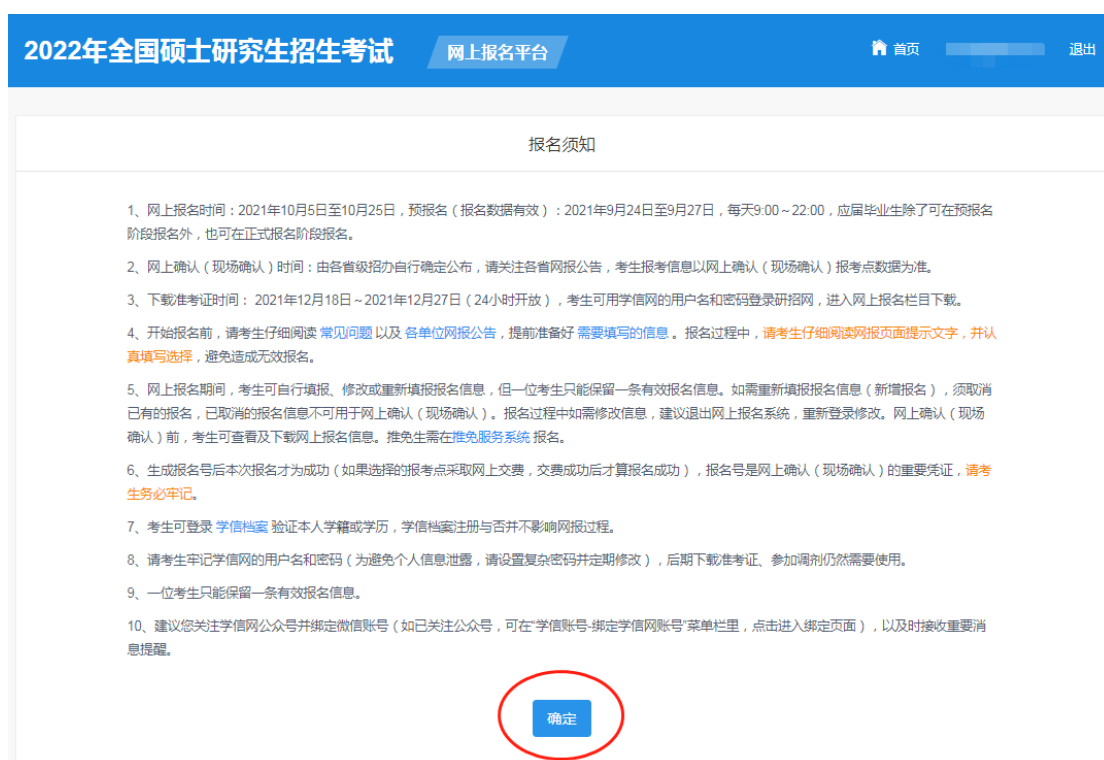 2022年全国硕士研究生招生考试
网上报名平台
首页
退出
报名须知
1、网上报名时间：2021年10月5日至10月25日，预报名（报名数据有效）：2021年9月24日至9月27日，每天9:00～22:00，应届毕业生除了可在预报名
阶段报名外，也可在正式报名阶段报名。
2、网上确认（现场确认）时间：由各省级招办自行确定公布，请关注各省网报公告，考生报考信息以网上确认（现场确认）报考点数据为准。
3、下载准考证时间： 2021年12月18日～2021年12月27日（24小时开放），考生可用学信网的用户名和密码登录研招网，进入网上报名栏目下载。
4、开始报名前，请考生仔细阅读 常见问题 以及 各单位网报公告，提前准备好 需要填写的信息 。报名过程中，请考生仔细阅读网报页面提示文字，并认
真填写选择，避免造成无效报名。
5、网上报名期间，考生可自行填报、修改或重新填报报名信息，但一位考生只能保留一条有效报名信息。如需重新填报报名信息（新增报名），须取消
已有的报名，已取消的报名信息不可用于网上确认（现场确认）。报名过程中如需修改信息，建议退出网上报名系统，重新登录修改。网上确认（现场
确认）前，考生可查看及下载网上报名信息。推免生需在推免服务系统 报名。
6、生成报名号后本次报名才为成功（如果选择的报考点采取网上交费，交费成功后才算报名成功），报名号是网上确认（现场确认）的重要凭证，请考
生务必牢记。
7、考生可登录 学信档案 验证本人学籍或学历，学信档案注册与否并不影响网报过程。
8、请考生牢记学信网的用户名和密码（为避免个人信息泄露，请设置复杂密码并定期修改），后期下载准考证、参加调剂仍然需要使用。
9、一位考生只能保留一条有效报名信息。
10、建议您关注学信网公众号并绑定微信账号（如已关注公众号，可在“学信账号-绑定学信网账号”菜单栏里，点击进入绑定页面），以及时接收重要消
息提醒。
确定